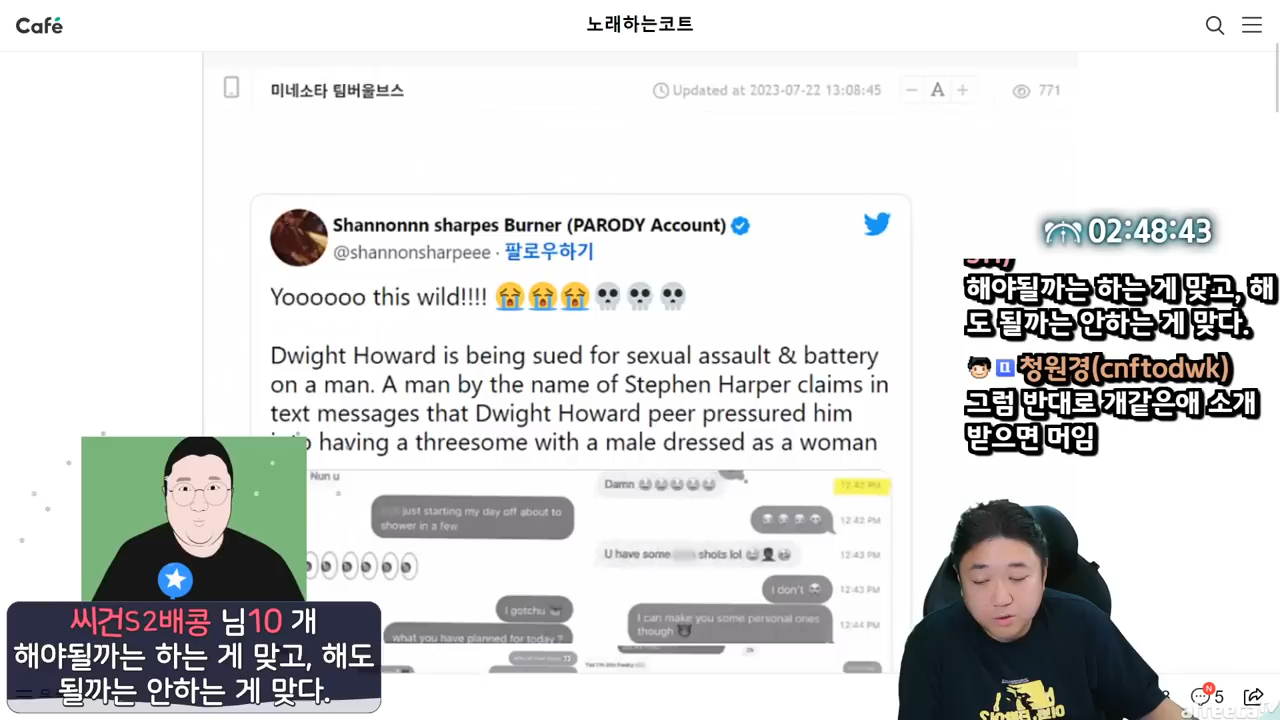 Café
노래하는코트
미네소타 팀버울브스
Updated at 2023-07-22 13:08:45
− A +
771
Shannonnn sharpes Burner (PARODY Account)
@shannonsharpeee · 팔로우하기
Yoooooo this wild!!!! 😭😭😭💀💀💀
Dwight Howard is being sued for sexual assault & battery
on a man. A man by the name of Stephen Harper claims in
text messages that Dwight Howard peer pressured him
having a threesome with a male dressed as a woman
Nun u
just starting my day off about to
shower in a few
I gotchu
what you have planned for today ?
Damn
12:42 PM
12:42 PM
U have some shots lol
12:43 PM
I don't
12:43 PM
I can make you some personal ones
though
12:44 PM
02:48:43
해야될까는 하는 게 맞고, 해
도 될까는 안하는 게 맞다.
청원경(cnftodwk)
그럼 반대로 개같은애 소개
받으면 머임
씨건S2배콩 님10 개
해야될까는 하는 게 맞고, 해도
될까는 안하는 게 맞다.
N
5
afreecaTV